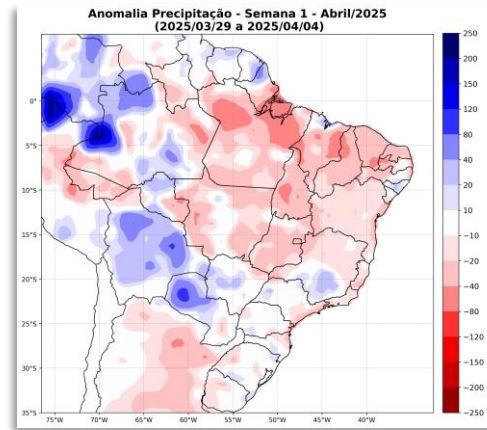 Anomalia Precipitação - Semana 1 - Abril/2025
(2025/03/29 a 2025/04/04)
250
200
150
120
80
40
20
10
−10
−20
−40
−80
−120
−150
−200
−250
0°
5°S
10°S
15°S
20°S
25°S
30°S
35°S
75°W
70°W
65°W
60°W
55°W
50°W
45°W
40°W